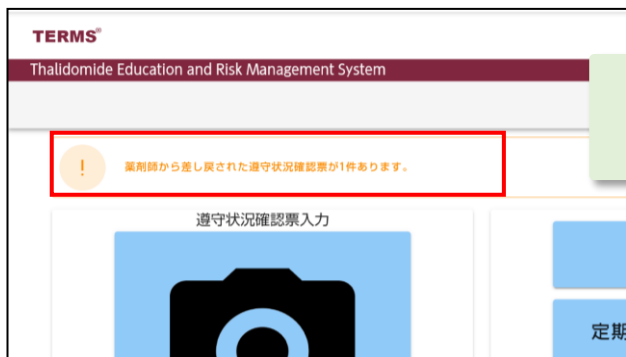 TERMS®
Thalidomide Education and Risk Management System
薬剤師から差し戻された遵守状況確認票が1件あります。
遵守状況確認票入力
定期